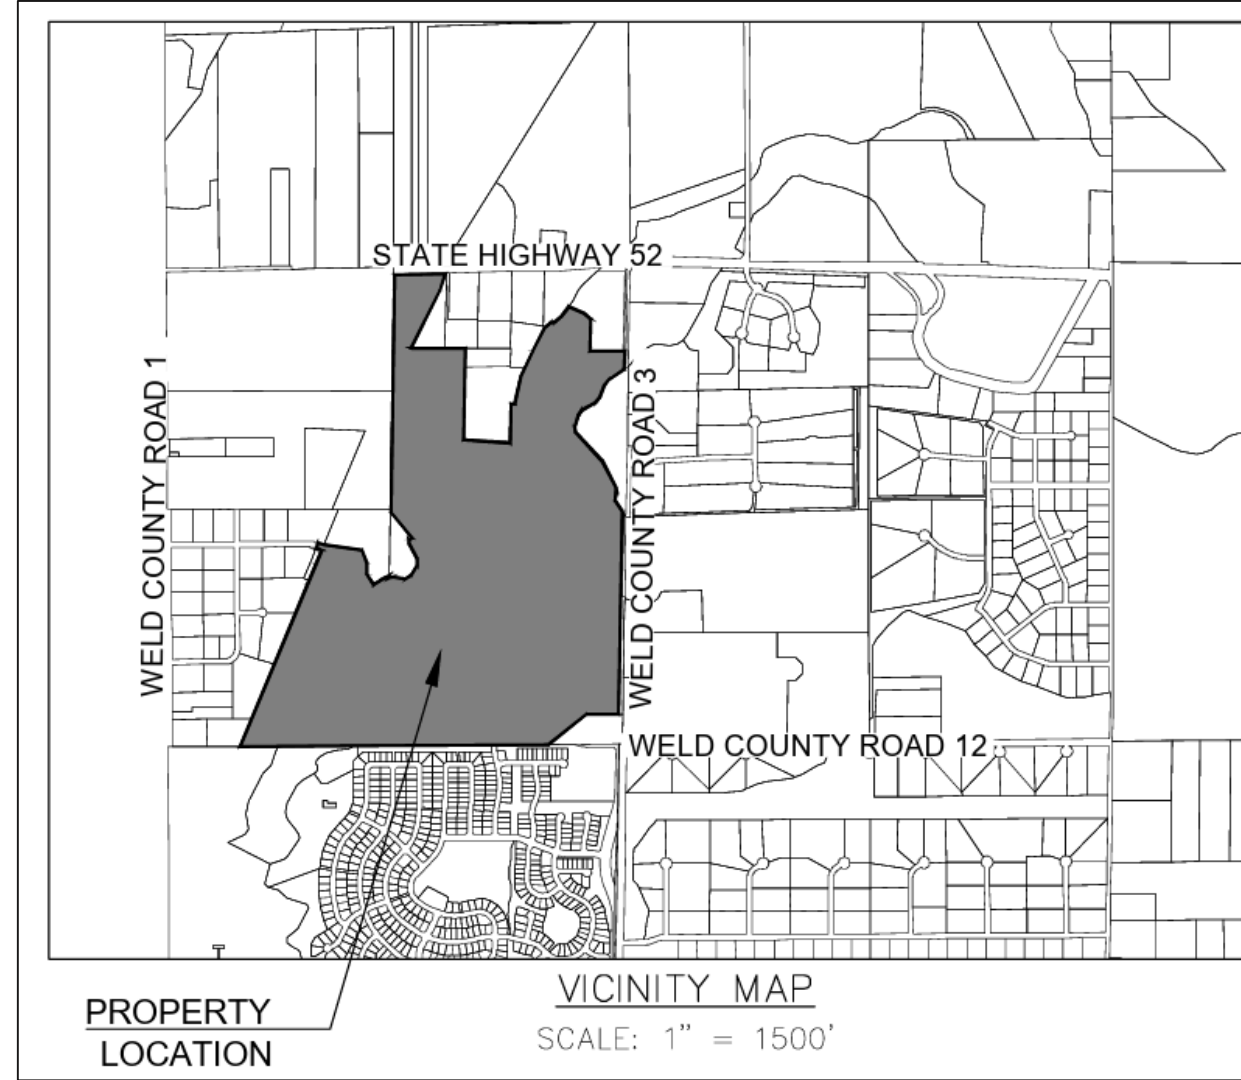 STATE HIGHWAY 52
WELD COUNTY ROAD 1
WELD COUNTY ROAD 3
WELD COUNTY ROAD 12
PROPERTY
LOCATION
VICINITY MAP
SCALE: 1" = 1500'